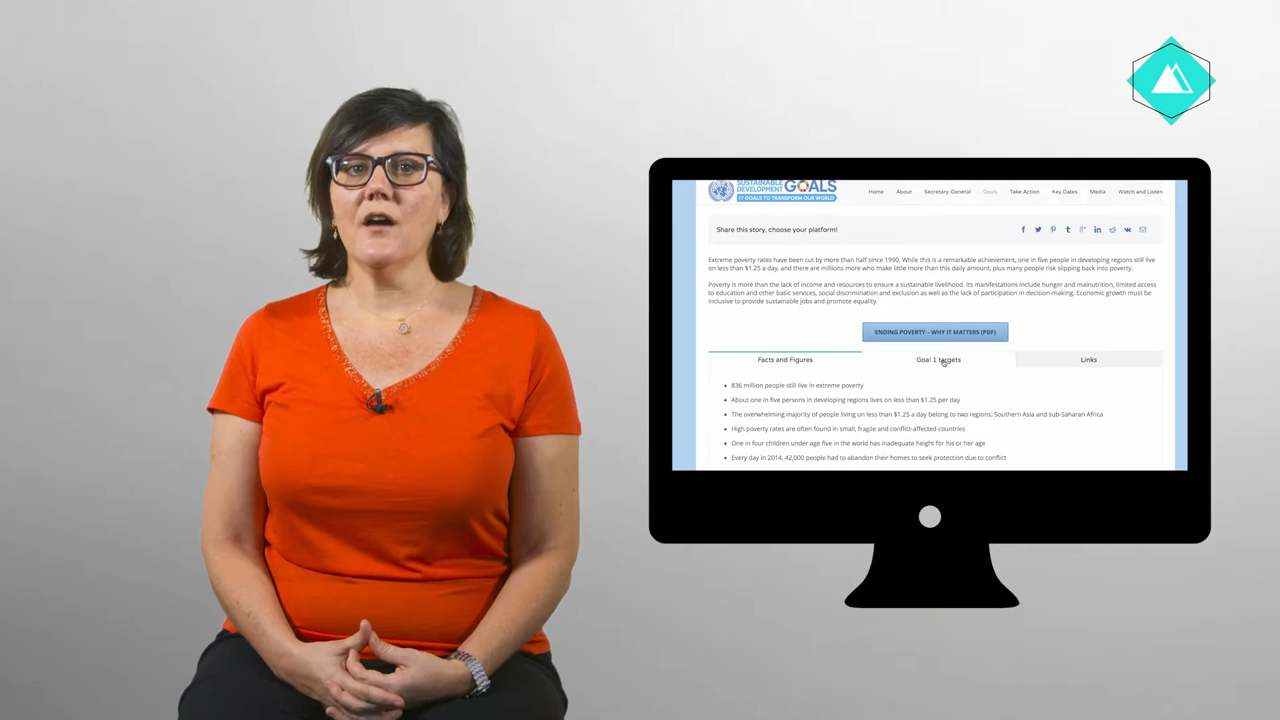 SUSTAINABLE
DEVELOPMENT GOALS
17 GOALS TO TRANSFORM OUR WORLD
Home About Secretary-General Goals Take Action Key Dates Media Watch and Listen
Share this story, choose your platform!
Extreme poverty rates have been cut by more than half since 1990. While this is a remarkable achievement, one in five people in developing regions still live
on less than $1.25 a day, and there are millions more who make little more than this daily amount, plus many people risk slipping back into poverty.
Poverty is more than the lack of income and resources to ensure a sustainable livelihood. Its manifestations include hunger and malnutrition, limited access
to education and other basic services, social discrimination and exclusion as well as the lack of participation in decision-making. Economic growth must be
inclusive to provide sustainable jobs and promote equality.
ENDING POVERTY – WHY IT MATTERS (PDF)
Facts and Figures Goal 1 targets Links
• 836 million people still live in extreme poverty
• About one in five persons in developing regions lives on less than $1.25 per day
• The overwhelming majority of people living on less than $1.25 a day belong to two regions: Southern Asia and sub-Saharan Africa
• High poverty rates are often found in small, fragile and conflict-affected countries
• One in four children under age five in the world has inadequate height for his or her age
• Every day in 2014, 42,000 people had to abandon their homes to seek protection due to conflict